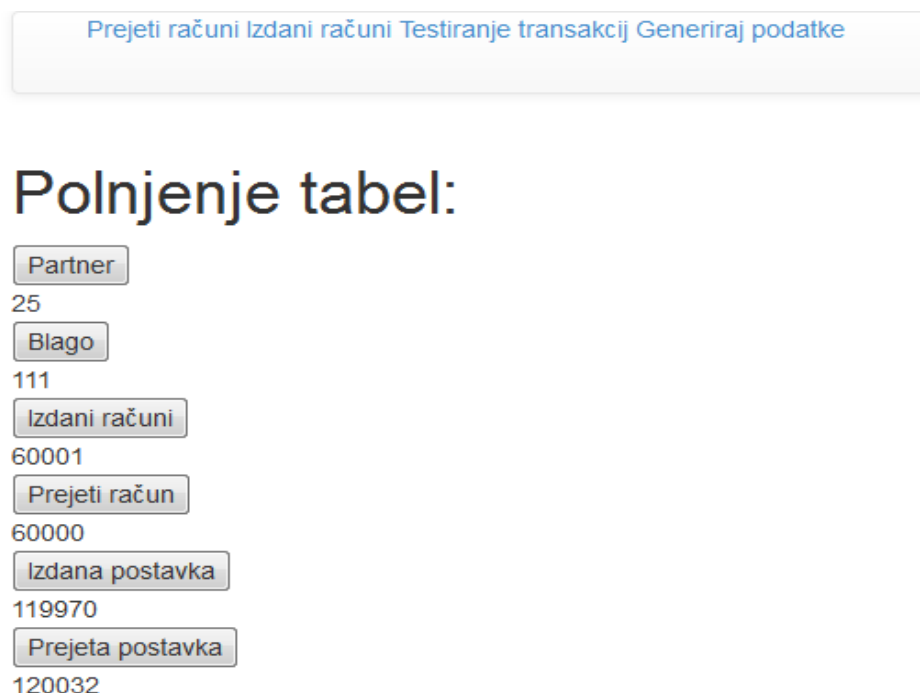 Prejeti računi Izdani računi Testiranje transakcij Generiraj podatke
Polnjenje tabel:
Partner
25
Blago
111
Izdani računi
60001
Prejeti račun
60000
Izdana postavka
119970
Prejeta postavka
120032